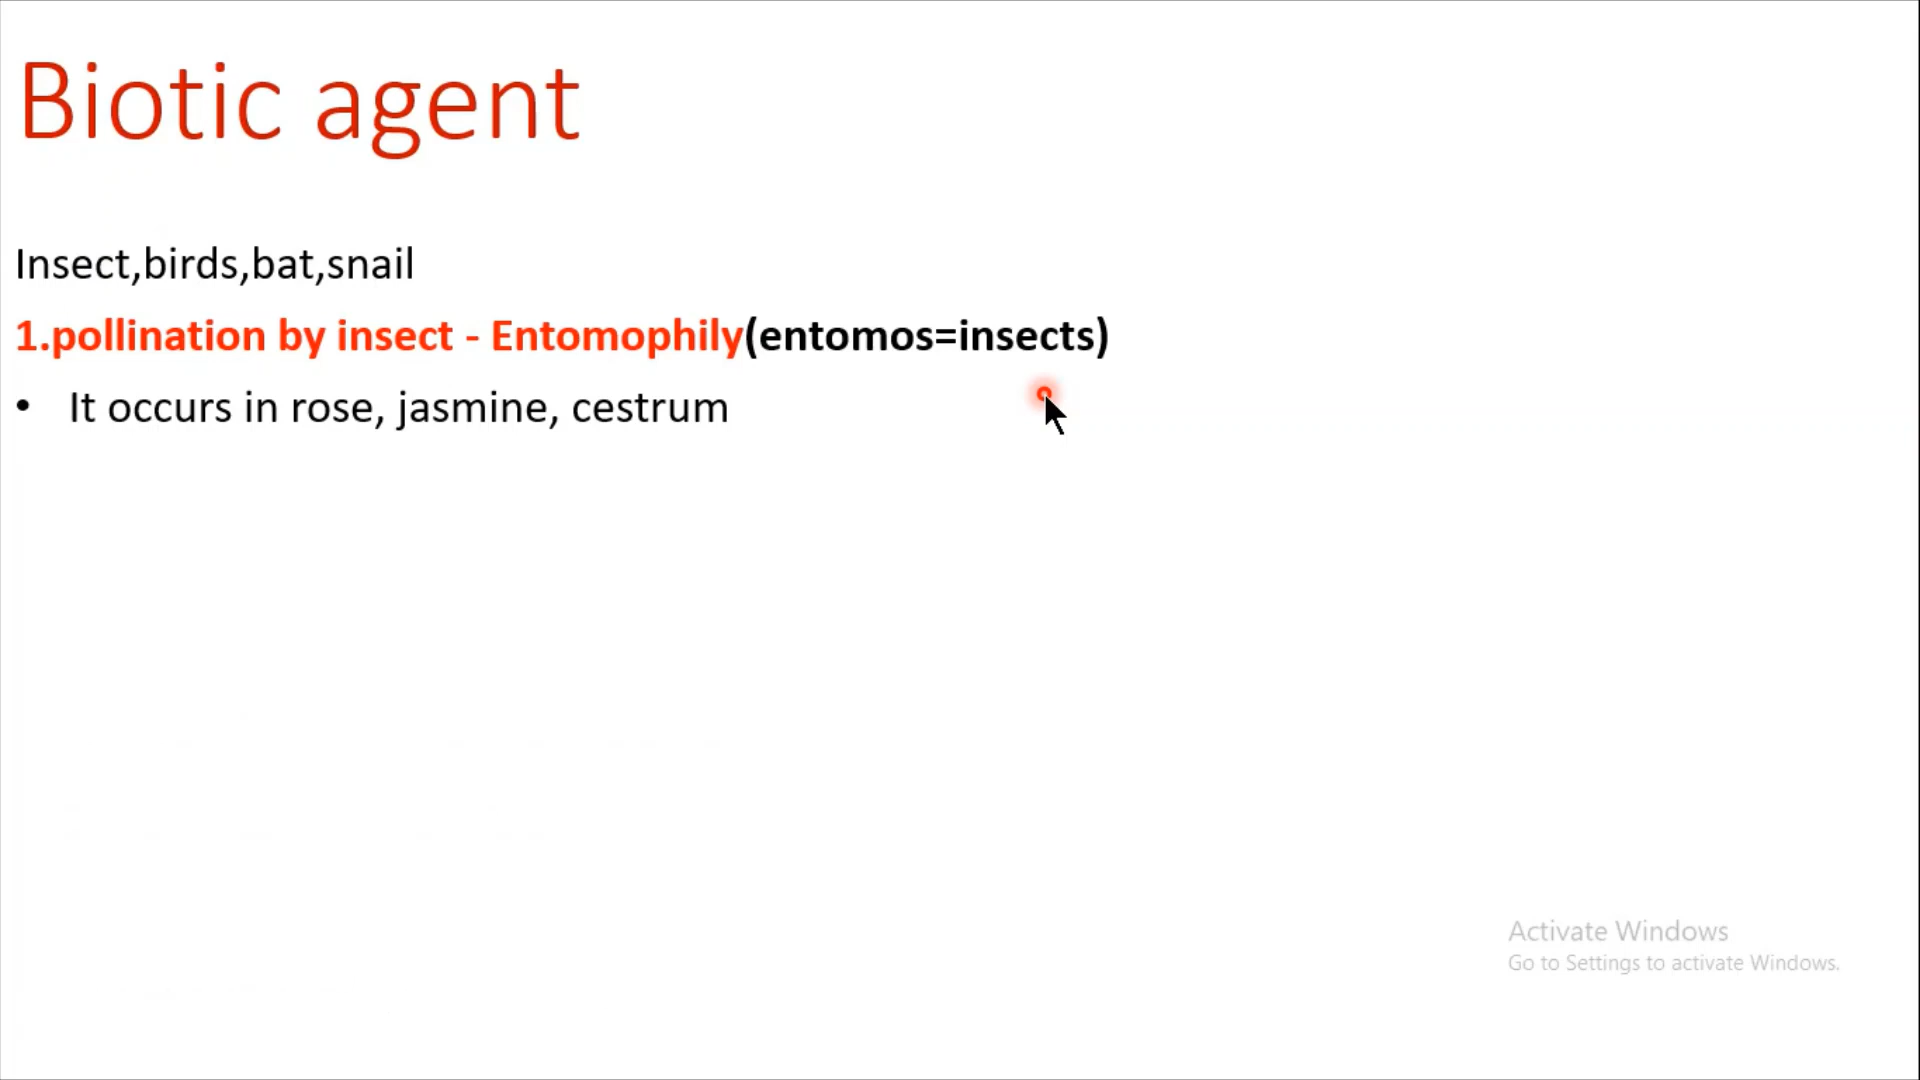 Biotic agent
Insect,birds,bat,snail
1.pollination by insect - Entomophily(entomos=insects)
• It occurs in rose, jasmine, cestrum
Activate Windows
Go to Settings to activate Windows.